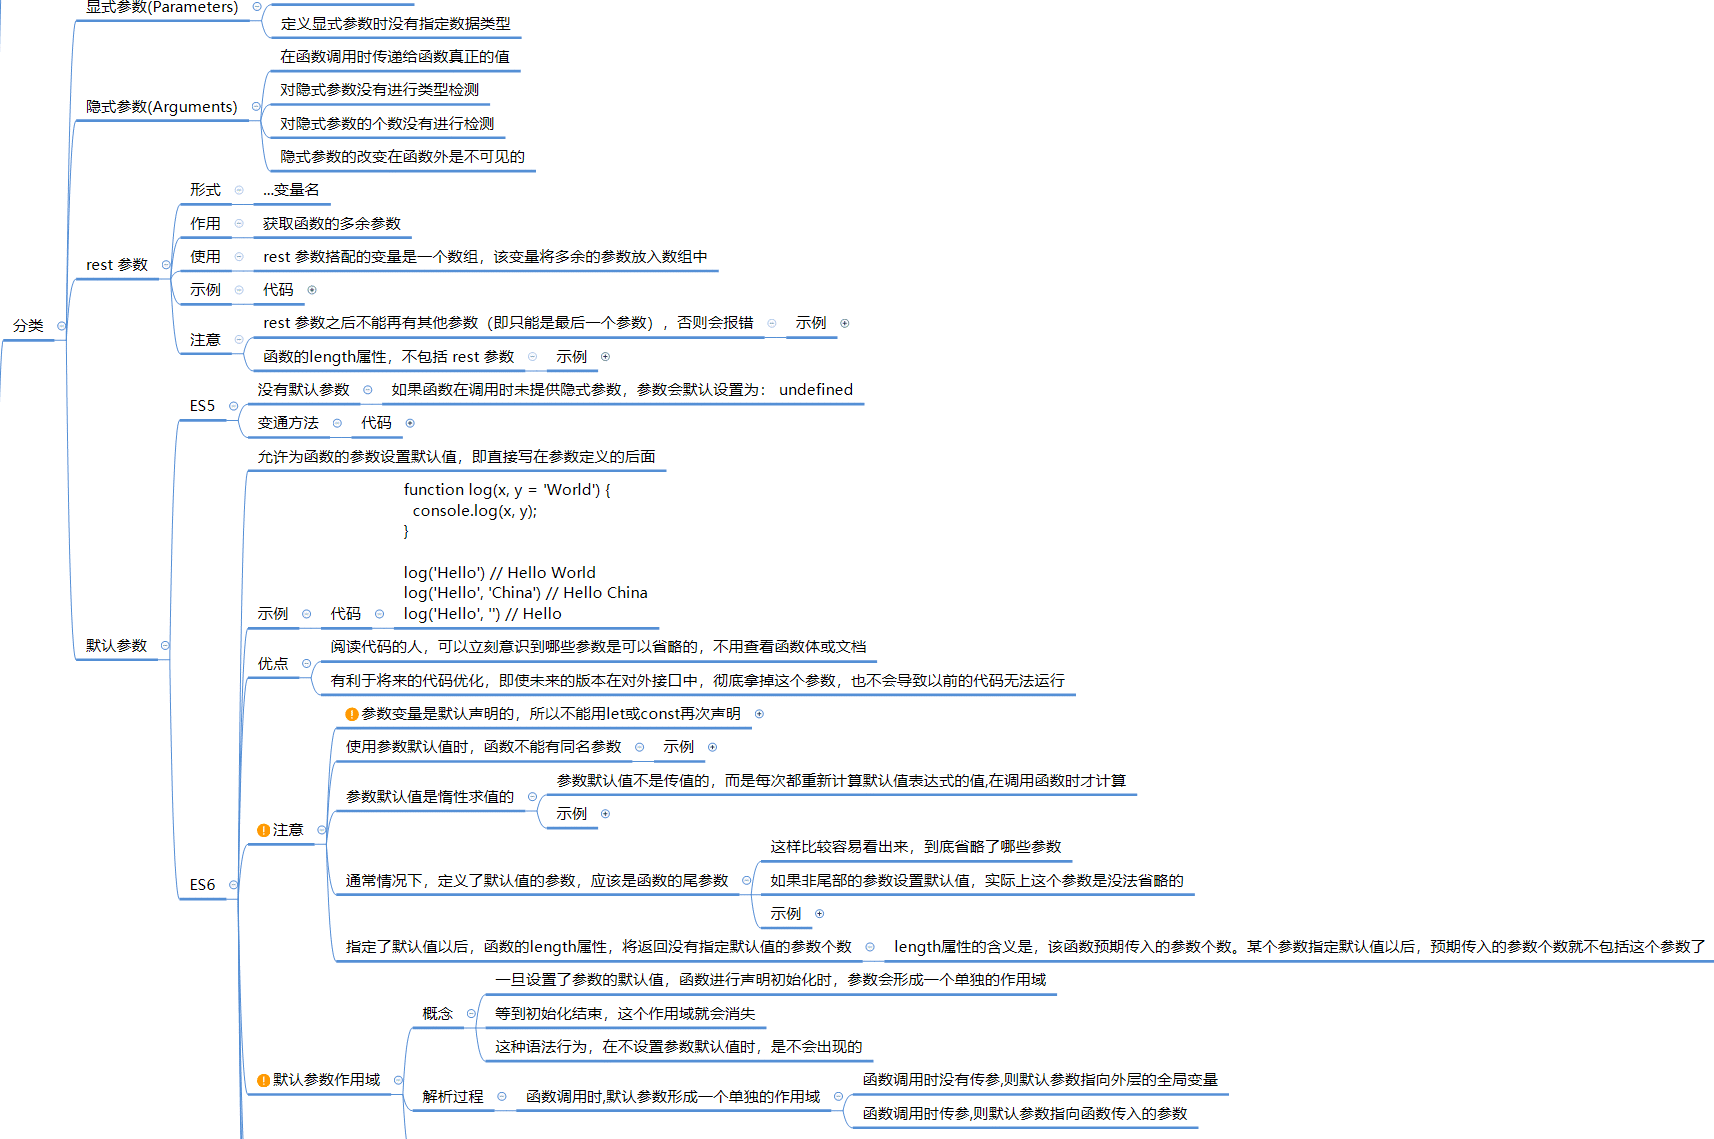 显式参数(Parameters)
定义显式参数时没有指定数据类型
在函数调用时传递给函数真正的值
对隐式参数没有进行类型检测
隐式参数(Arguments)
对隐式参数的个数没有进行检测
隐式参数的改变在函数外是不可见的
形式
...变量名
作用
获取函数的多余参数
使用
rest 参数搭配的变量是一个数组，该变量将多余的参数放入数组中
rest 参数
示例
代码
分类
rest 参数之后不能再有其他参数（即只能是最后一个参数），否则会报错
示例
注意
函数的length属性，不包括 rest 参数
示例
没有默认参数
如果函数在调用时未提供隐式参数，参数会默认设置为： undefined
ES5
变通方法
代码
允许为函数的参数设置默认值，即直接写在参数定义的后面
function log(x, y = 'World') {
console.log(x, y);
}
log('Hello') // Hello World
log('Hello', 'China') // Hello China
log('Hello', '') // Hello
示例
代码
默认参数
阅读代码的人，可以立刻意识到哪些参数是可以省略的，不用查看函数体或文档
优点
有利于将来的代码优化，即使未来的版本在对外接口中，彻底拿掉这个参数，也不会导致以前的代码无法运行
参数变量是默认声明的，所以不能用let或const再次声明
使用参数默认值时，函数不能有同名参数
示例
参数默认值不是传值的，而是每次都重新计算默认值表达式的值,在调用函数时才计算
参数默认值是惰性求值的
示例
注意
这样比较容易看出来，到底省略了哪些参数
通常情况下，定义了默认值的参数，应该是函数的尾参数
如果非尾部的参数设置默认值，实际上这个参数是没法省略的
ES6
示例
指定了默认值以后，函数的length属性，将返回没有指定默认值的参数个数
length属性的含义是，该函数预期传入的参数个数。某个参数指定默认值以后，预期传入的参数个数就不包括这个参数了
一旦设置了参数的默认值，函数进行声明初始化时，参数会形成一个单独的作用域
概念
等到初始化结束，这个作用域就会消失
这种语法行为，在不设置参数默认值时，是不会出现的
默认参数作用域
函数调用时没有传参,则默认参数指向外层的全局变量
解析过程
函数调用时,默认参数形成一个单独的作用域
函数调用时传参,则默认参数指向函数传入的参数